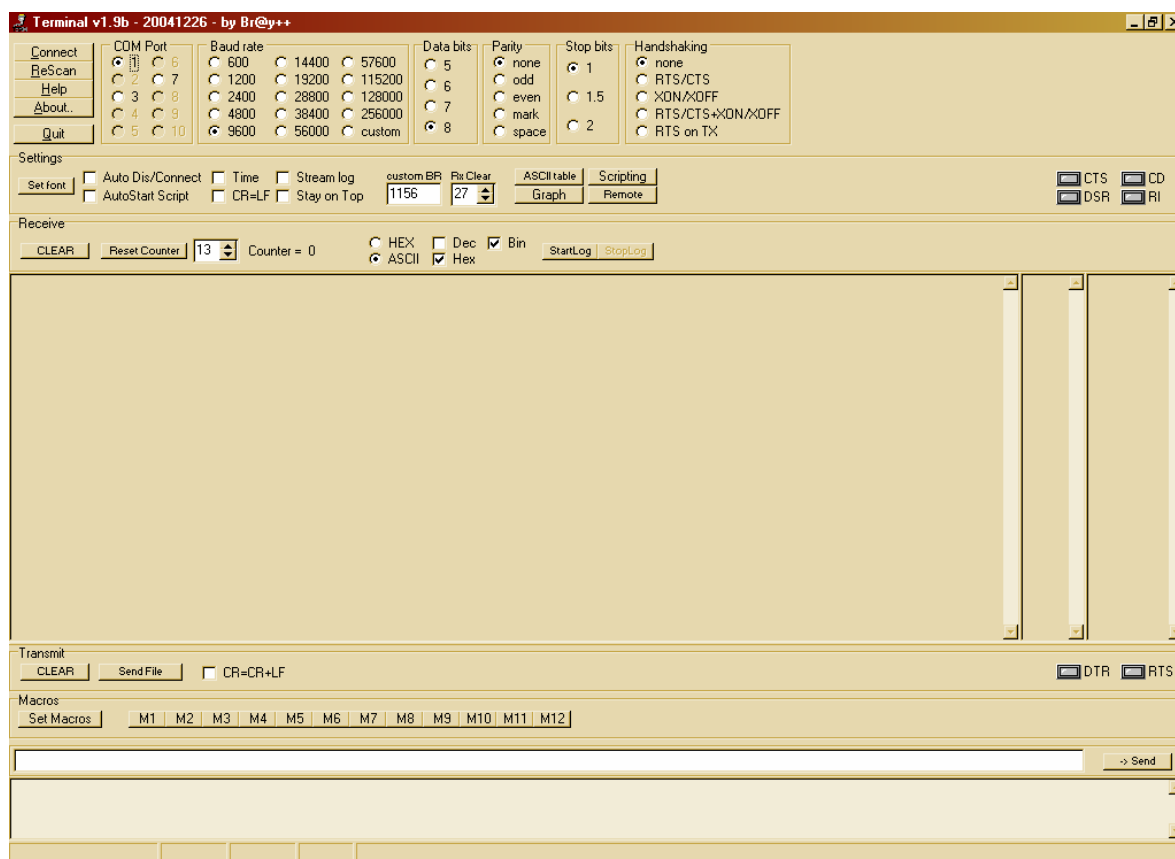 Terminal v1.9b - 20041226 - by Br@y++
Connect
ReScan
Help
About..
Quit
COM Port
1 6
2 7
3 8
4 9
5 10
Baud rate
600 14400 57600
1200 19200 115200
2400 28800 128000
4800 38400 256000
9600 56000 custom
Data bits
5
6
7
8
Parity
none
odd
even
mark
space
Stop bits
1
1.5
2
Handshaking
none
RTS/CTS
XON/XOFF
RTS/CTS+XON/XOFF
RTS on TX
Settings
Set font
Auto Dis/Connect Time Stream log
AutoStart Script CR=LF Stay on Top
custom BR Rx Clear
1156 27
ASCII table Scripting
Graph Remote
CTS CD
DSR RI
Receive
CLEAR Reset Counter 13 Counter = 0
HEX Dec Bin
ASCII Hex
StartLog StopLog
Transmit
CLEAR Send File CR=CR+LF
DTR RTS
Macros
Set Macros M1 M2 M3 M4 M5 M6 M7 M8 M9 M10 M11 M12
-> Send